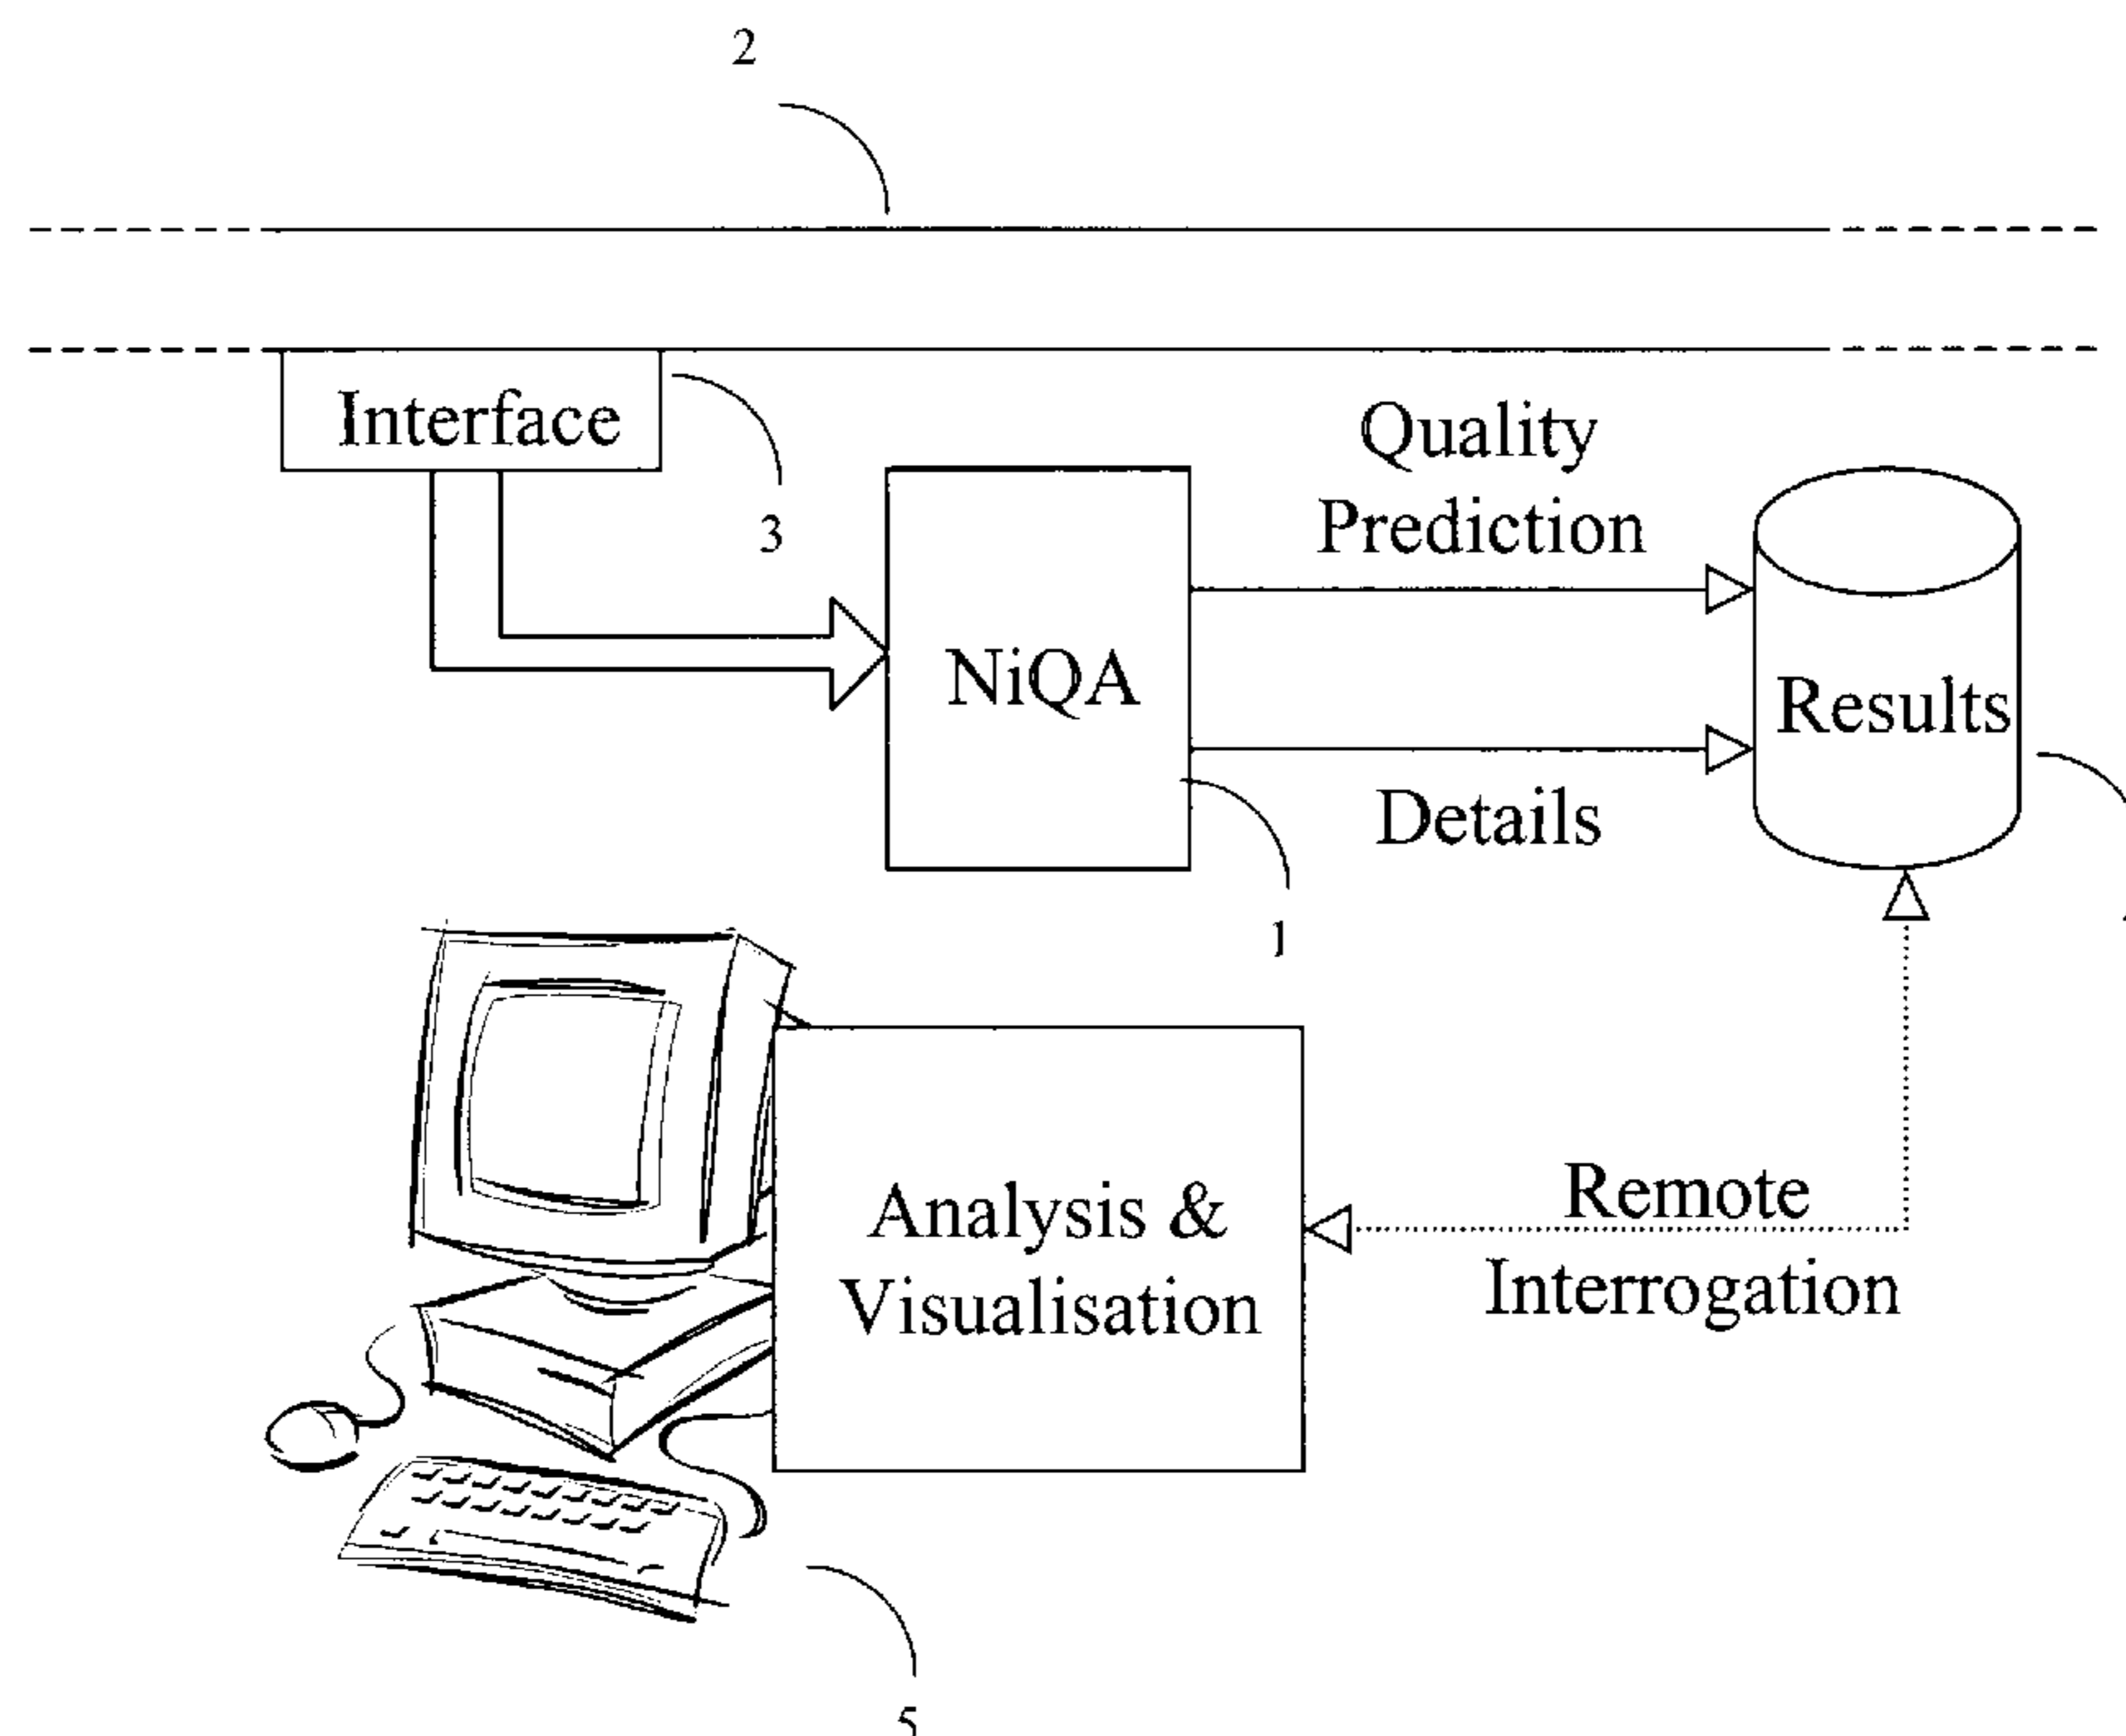 2
Interface
3
Quality
Prediction
NiQA
Results
Details
1
Analysis &
Visualisation
Remote
Interrogation
5